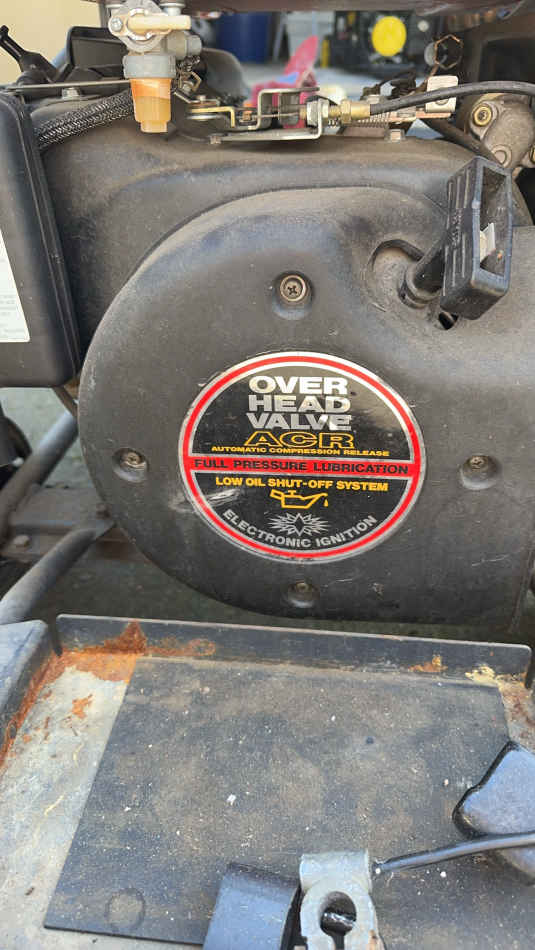 OVER
HEAD
VALVE
ACR
AUTOMATIC COMPRESSION RELEASE
FULL PRESSURE LUBRICATION
LOW OIL SHUT-OFF SYSTEM
ELECTRONIC IGNITION